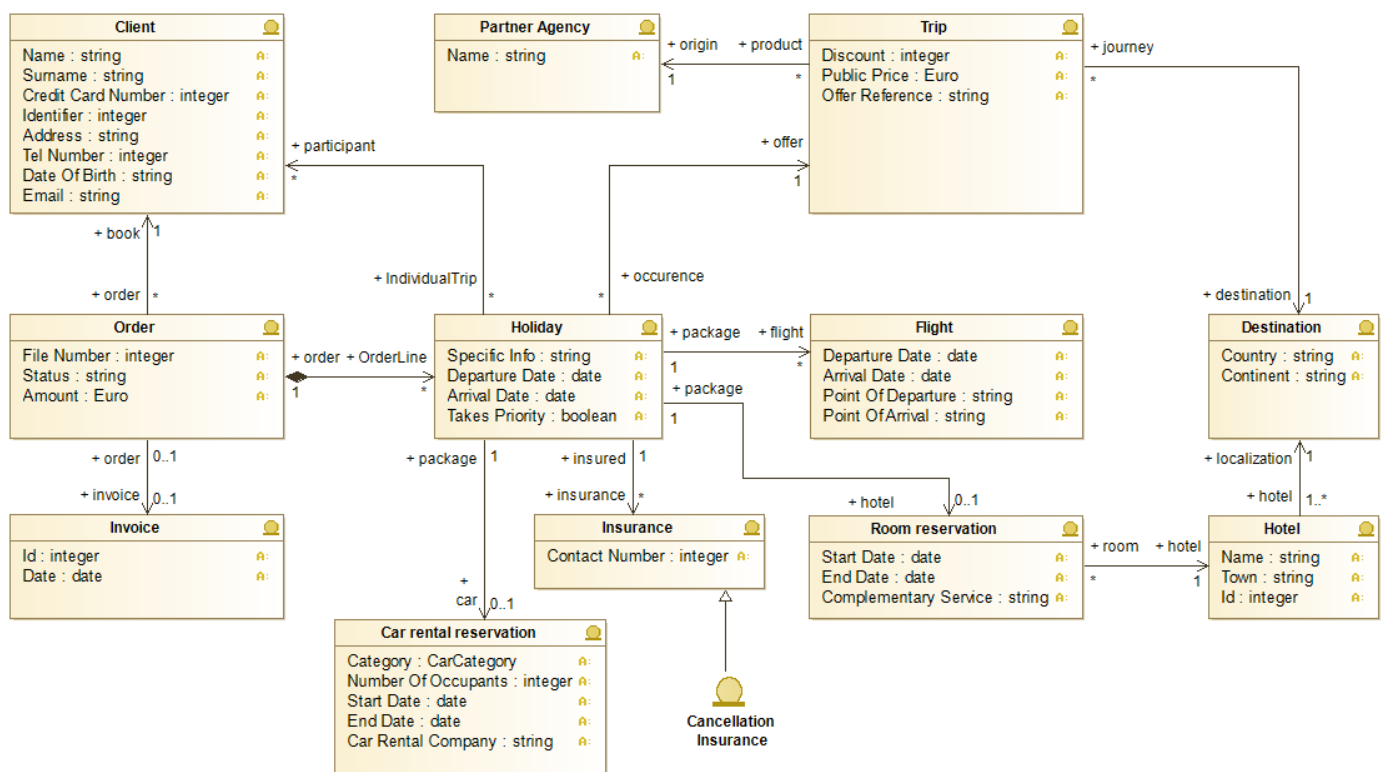 Client
Name : string
Surname : string
Credit Card Number : integer
Identifier : integer
Address : string
Tel Number : integer
Date Of Birth : string
Email : string
Partner Agency
Name : string
+ origin + product
1 *
Trip
Discount : integer
Public Price : Euro
Offer Reference : string
+ journey
*
+ participant
*
+ offer
1
+ book 1
+ IndividualTrip
*
+ occurence
*
+ order *
+ destination 1
Order
File Number : integer
Status : string
Amount : Euro
+ order + OrderLine
1 *
Holiday
Specific Info : string
Departure Date : date
Arrival Date : date
Takes Priority : boolean
+ package + flight
1 *
+ package
1
Flight
Departure Date : date
Arrival Date : date
Point Of Departure : string
Point Of Arrival : string
Destination
Country : string
Continent : string
+ order 0..1
+ invoice 0..1
+ package 1
+ insured 1
+ insurance *
+ hotel 0..1
+ localization 1
+ hotel 1..*
Invoice
Id : integer
Date : date
Insurance
Contact Number : integer
Room reservation
Start Date : date
End Date : date
Complementary Service : string
+ room + hotel
* 1
Hotel
Name : string
Town : string
Id : integer
+
car 0..1
Car rental reservation
Category : CarCategory
Number Of Occupants : integer
Start Date : date
End Date : date
Car Rental Company : string
Cancellation
Insurance